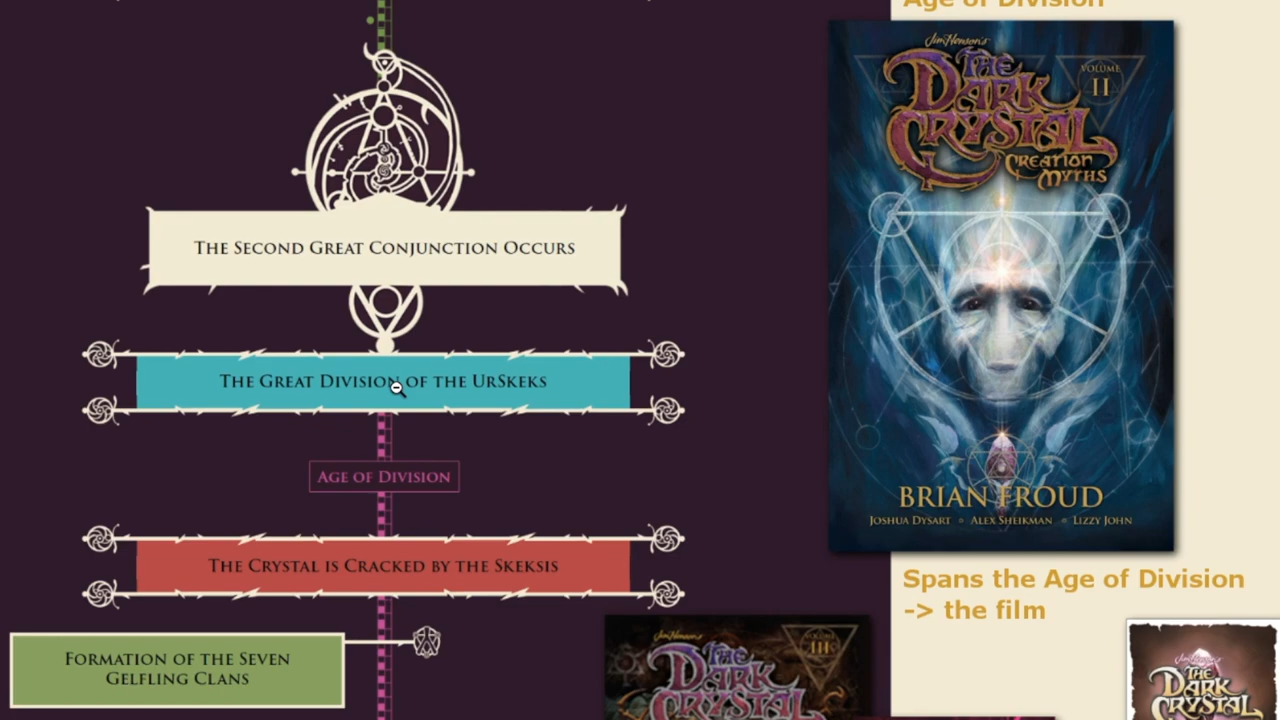 Age of Division
THE SECOND GREAT CONJUNCTION OCCURS
THE GREAT DIVISION OF THE URSKEKS
AGE OF DIVISION
THE CRYSTAL IS CRACKED BY THE SKEKSIS
FORMATION OF THE SEVEN
GELFLING CLANS
Jim Henson's
THE
DARK
CRYSTAL
CREATION
MYTHS
VOLUME
II
BRIAN FROUD
JOSHUA DYSART • ALEX SHEIKMAN • LIZZY JOHN
Spans the Age of Division
-> the film
Jim Henson's
THE
DARK
CRYSTAL
VOLUME
III
Jim Henson's
THE
DARK
CRYSTAL